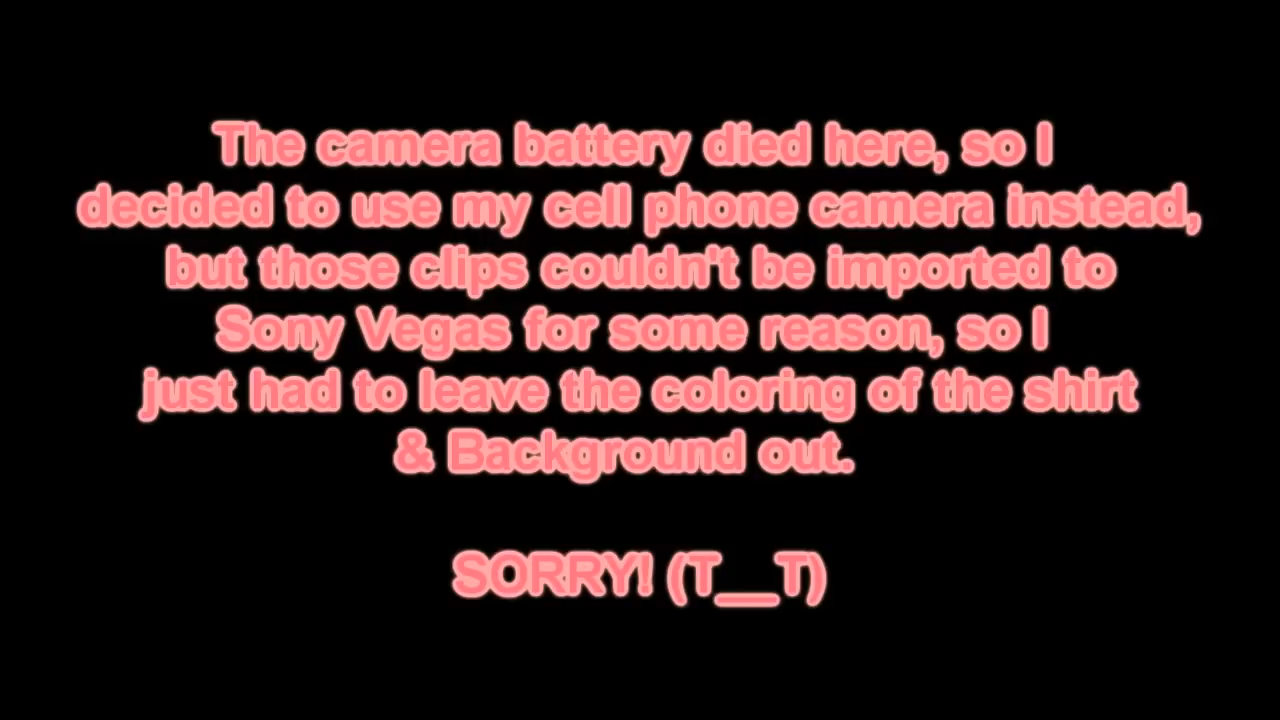 The camera battery died here, so I
decided to use my cell phone camera instead,
but those clips couldn't be imported to
Sony Vegas for some reason, so I
just had to leave the coloring of the shirt
& Background out.
SORRY! (T__T)